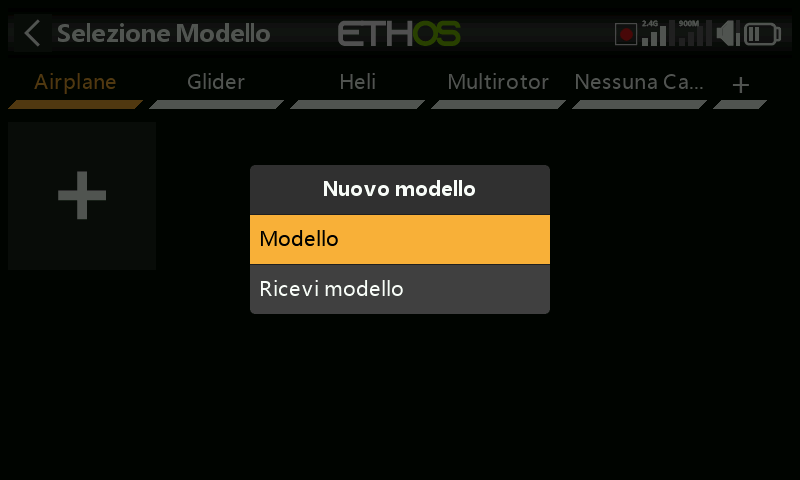 Selezione Modello
ETHOS
2.4G
900M
Airplane
Glider
Heli
Multirotor
Nessuna Ca...
+
Nuovo modello
Modello
Ricevi modello